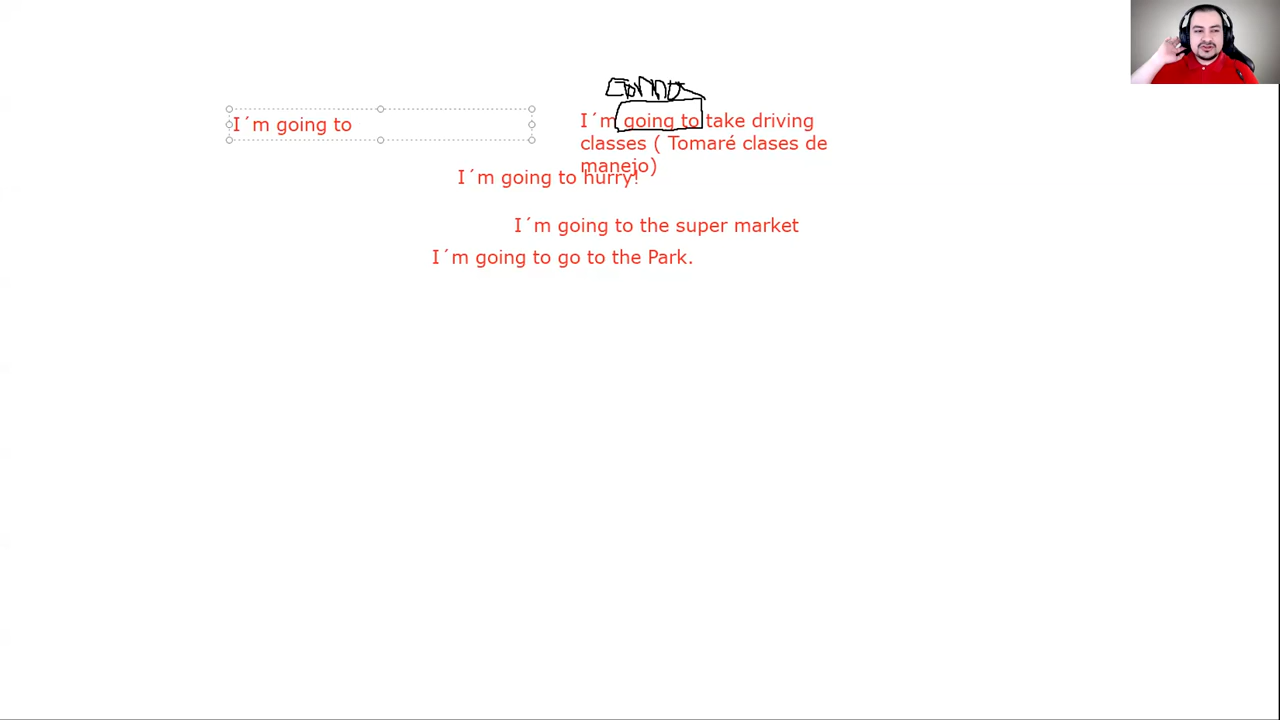 GONNA
I´m going to
I´m going to take driving
classes ( Tomaré clases de
manejo)
I´m going to hurry!
I´m going to the super market
I´m going to go to the Park.